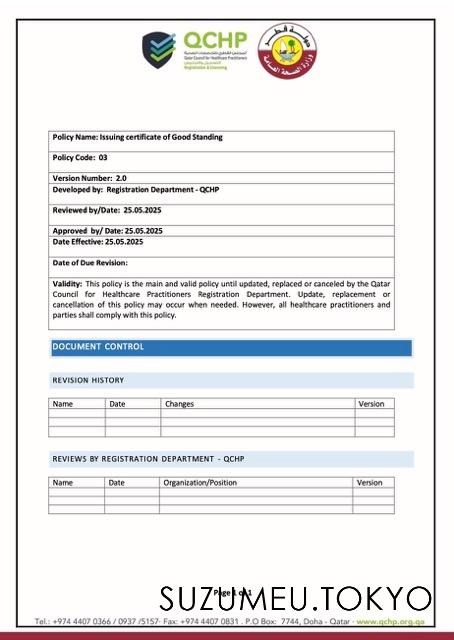 QCHP
Qatar Council for Healthcare Practitioners
Registration & Licensing
دولة قطر
وزارة الصحة العامة
Policy Name: Issuing certificate of Good Standing
Policy Code: 03
Version Number: 2.0
Developed by: Registration Department - QCHP
Reviewed by/Date: 25.05.2025
Approved by/ Date: 25.05.2025
Date Effective: 25.05.2025
Date of Due Revision:
Validity: This policy is the main and valid policy until updated, replaced or canceled by the Qatar
Council for Healthcare Practitioners Registration Department. Update, replacement or
cancellation of this policy may occur when needed. However, all healthcare practitioners and
parties shall comply with this policy.
DOCUMENT CONTROL
REVISION HISTORY
Name Date Changes Version
REVIEWS BY REGISTRATION DEPARTMENT - QCHP
Name Date Organization/Position Version
Page 1 of 1
SUZUMEU.TOKYO
Tel.: +974 4407 0366 / 0937 /5157· Fax: +974 4407 0831 . P.O Box: 7744, Doha - Qatar · www.qchp.org.qa